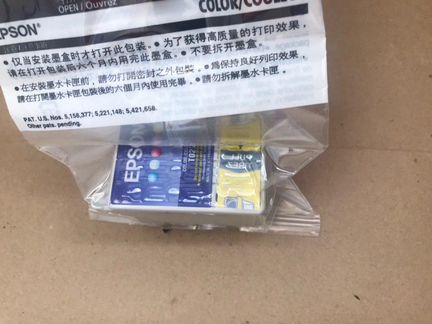 OPEN / Ouvrez
EPSON
COLOR/COULEUR
• 仅当安装墨盒时才打开此包装。• 为了获得高质量的打印效果，
请在打开包装后六个月内用完此墨盒。• 不要拆开墨盒。
• 在安裝墨水卡匣前，請勿打開密封之外包裝。• 為保持良好列印效果，
請在打開墨水卡匣包裝後的六個月內使用完畢。• 請勿拆解墨水卡匣。
PAT. U.S. Nos. 5,156,377; 5,221,148; 5,421,658.
Other pats. pending.
EPSON